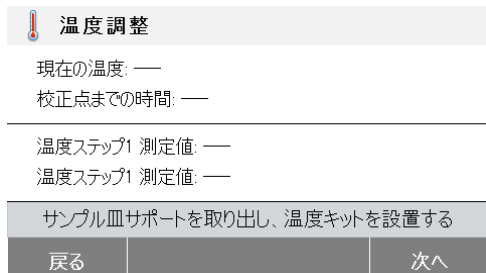 温度調整
現在の温度: ──
校正点までの時間: ──
温度ステップ1 測定値: ──
温度ステップ1 測定値: ──
サンプル皿サポートを取り出し、温度キットを設置する
戻る
次へ